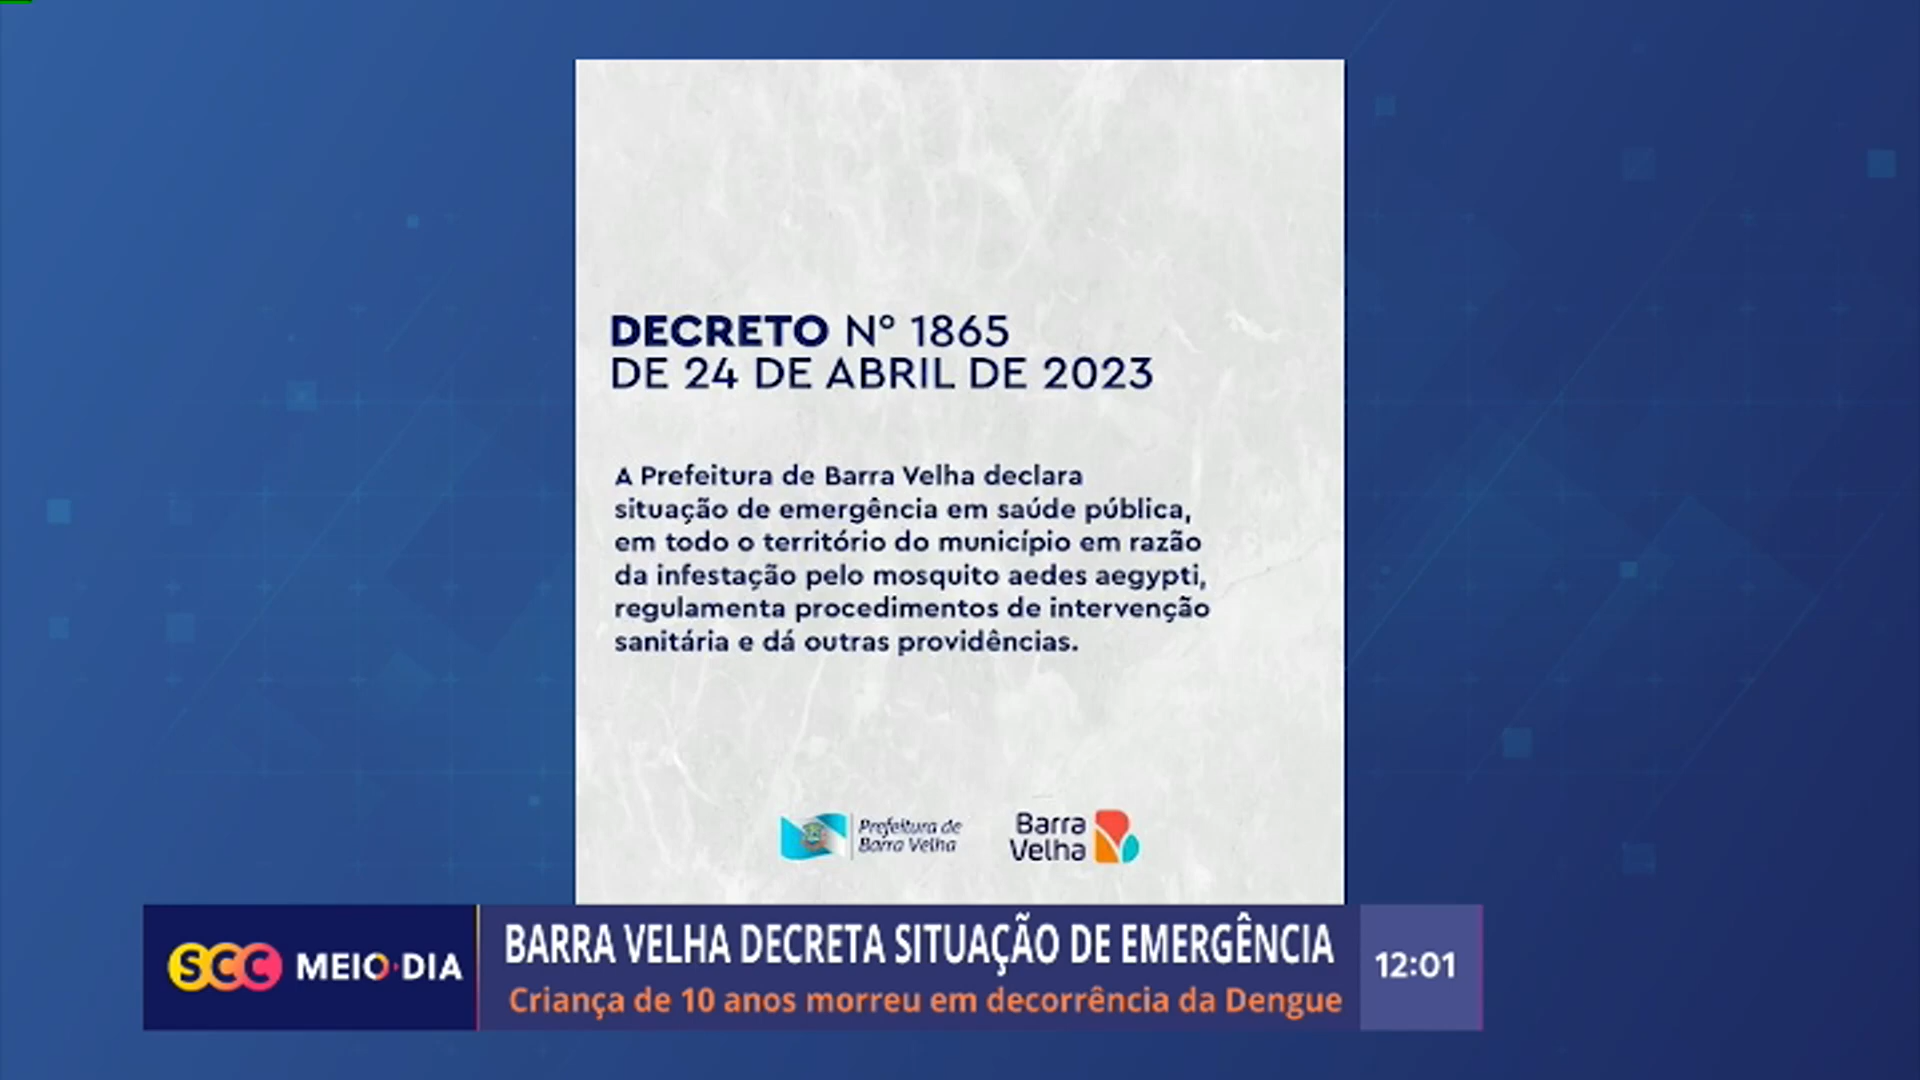 DECRETO Nº 1865
DE 24 DE ABRIL DE 2023
A Prefeitura de Barra Velha declara
situação de emergência em saúde pública,
em todo o território do município em razão
da infestação pelo mosquito aedes aegypti,
regulamenta procedimentos de intervenção
sanitária e dá outras providências.
Prefeitura de
Barra Velha
Barra
Velha
SCC MEIO-DIA
BARRA VELHA DECRETA SITUAÇÃO DE EMERGÊNCIA
Criança de 10 anos morreu em decorrência da Dengue
12:01